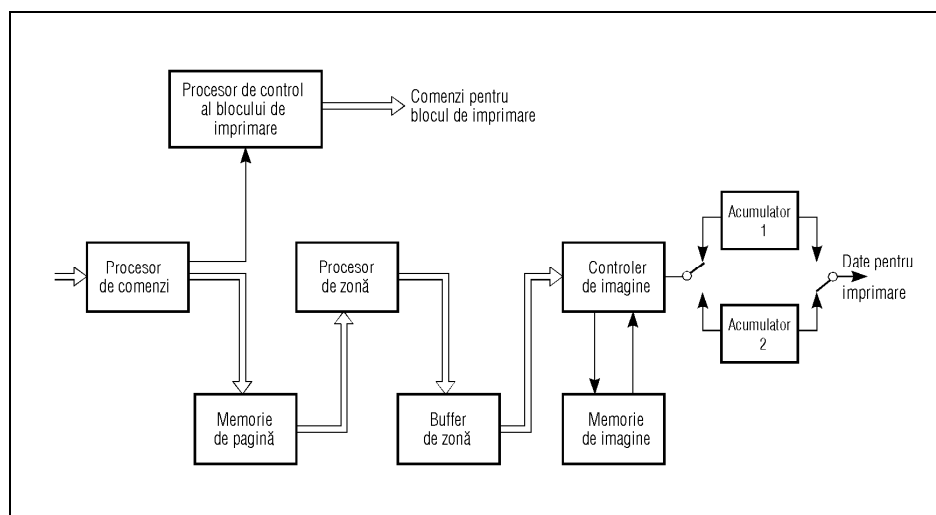 Procesor de control
al blocului de
imprimare
Comenzi pentru
blocul de imprimare
Procesor
de comenzi
Procesor
de zonă
Controler
de imagine
Acumulator
1
Date pentru
imprimare
Acumulator
2
Memorie
de pagină
Buffer
de zonă
Memorie
de imagine